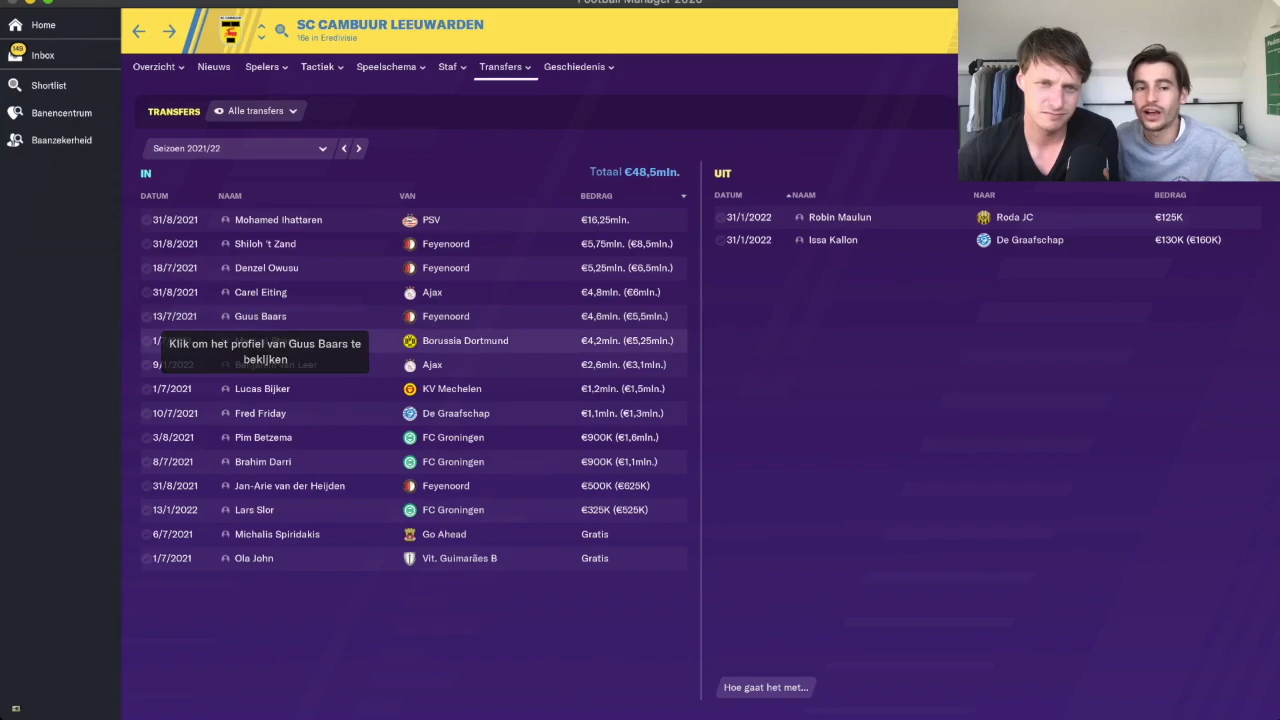 Football Manager 2020
Home
149
Inbox
Shortlist
Banencentrum
Baanzekerheid
SC CAMBUUR LEEUWARDEN
16e in Eredivisie
Overzicht Nieuws Spelers Tactiek Speelschema Staf Transfers Geschiedenis
TRANSFERS Alle transfers
Seizoen 2021/22
IN Totaal €48,5mln.
DATUM NAAM VAN BEDRAG
31/8/2021 Mohamed Ihattaren PSV €16,25mln.
31/8/2021 Shiloh 't Zand Feyenoord €5,75mln. (€8,5mln.)
18/7/2021 Denzel Owusu Feyenoord €5,25mln. (€6,5mln.)
31/8/2021 Carel Eiting Ajax €4,8mln. (€6mln.)
13/7/2021 Guus Baars Feyenoord €4,6mln. (€5,5mln.)
Borussia Dortmund €4,2mln. (€5,25mln.)
Klik om het profiel van Guus Baars te
bekijken
9/1/2022 Benjamin van Leer Ajax €2,6mln. (€3,1mln.)
1/7/2021 Lucas Bijker KV Mechelen €1,2mln. (€1,5mln.)
10/7/2021 Fred Friday De Graafschap €1,1mln. (€1,3mln.)
3/8/2021 Pim Betzema FC Groningen €900K (€1,6mln.)
8/7/2021 Brahim Darri FC Groningen €900K (€1,1mln.)
31/8/2021 Jan-Arie van der Heijden Feyenoord €500K (€625K)
13/1/2022 Lars Slor FC Groningen €325K (€525K)
6/7/2021 Michalis Spiridakis Go Ahead Gratis
1/7/2021 Ola John Vit. Guimarães B Gratis
UIT
DATUM NAAM NAAR BEDRAG
31/1/2022 Robin Maulun Roda JC €125K
31/1/2022 Issa Kallon De Graafschap €130K (€160K)
Hoe gaat het met...